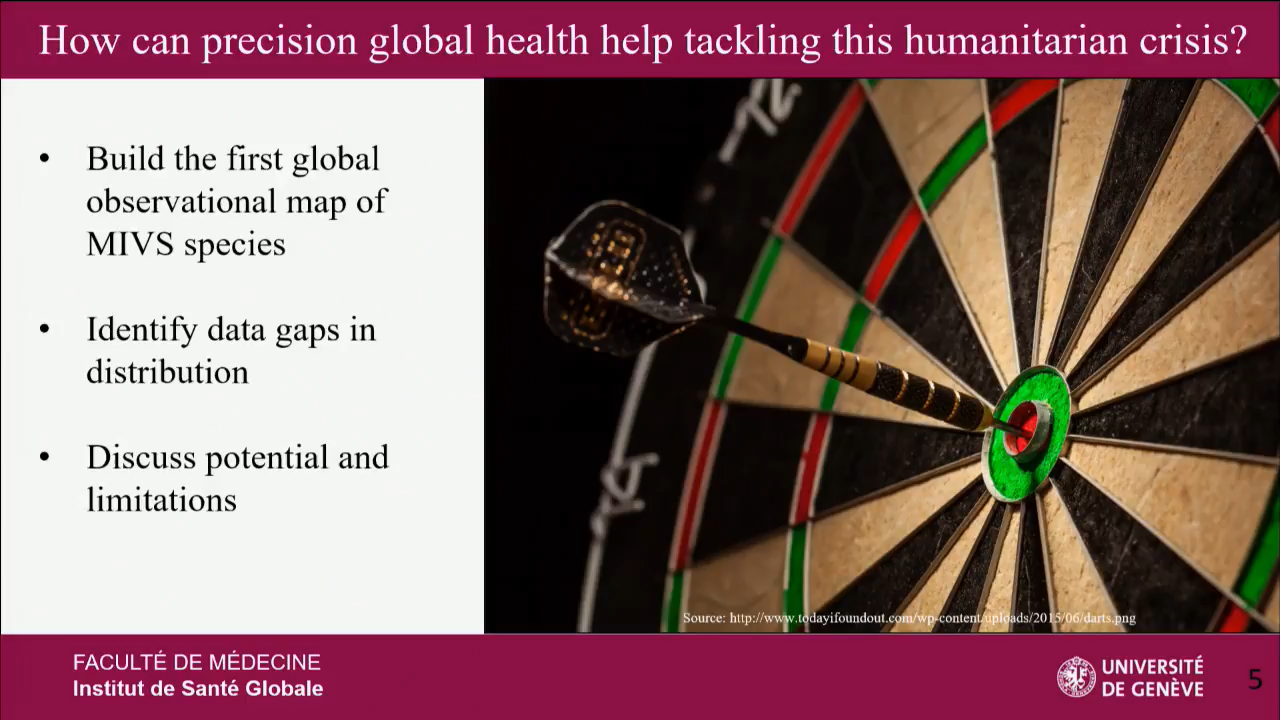 How can precision global health help tackling this humanitarian crisis?
• Build the first global
observational map of
MIVS species
• Identify data gaps in
distribution
• Discuss potential and
limitations
Source: http://www.todayifoundout.com/wp-content/uploads/2015/06/darts.png
FACULTÉ DE MÉDECINE
Institut de Santé Globale
UNIVERSITÉ
DE GENÈVE
5